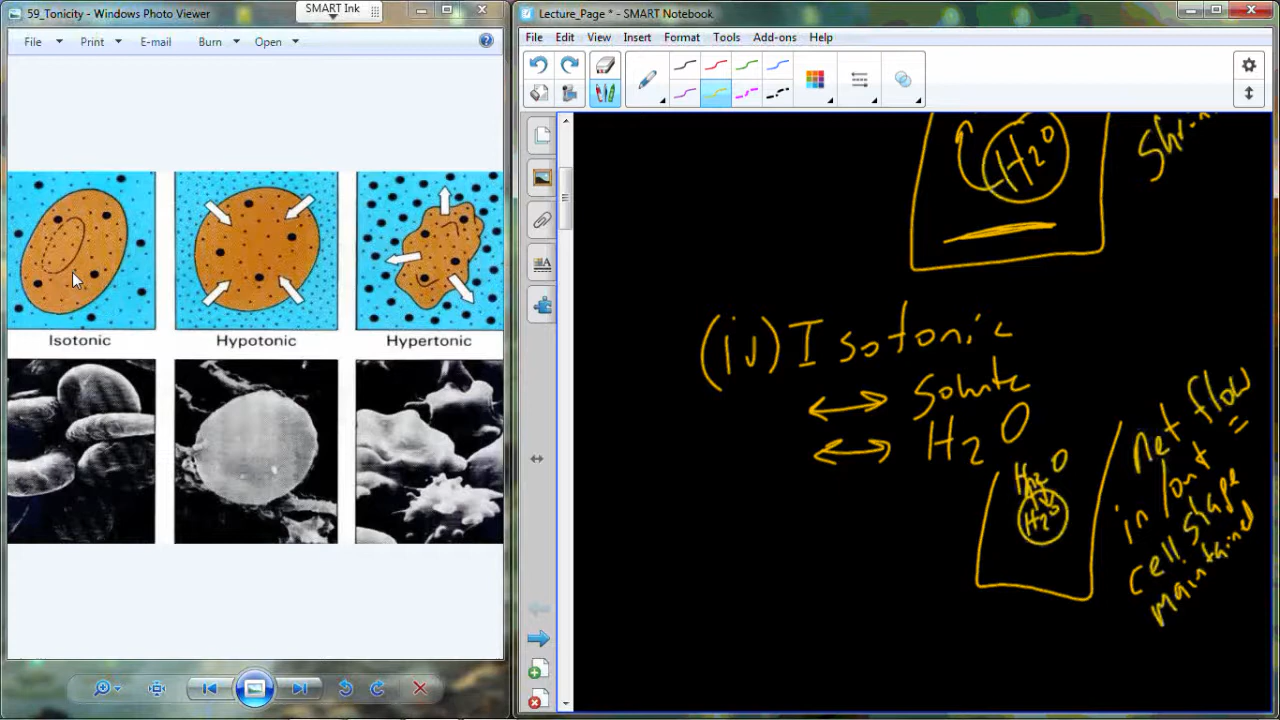 59_Tonicity - Windows Photo Viewer
SMART Ink
File Print E-mail Burn Open
Isotonic Hypotonic Hypertonic
Lecture_Page * - SMART Notebook
File Edit View Insert Format Tools Add-ons Help
H2O
(iv) Isotonic
↔ Solute
↔ H2O
H2O
H2O
net flow =
in/out
cell shape
maintained